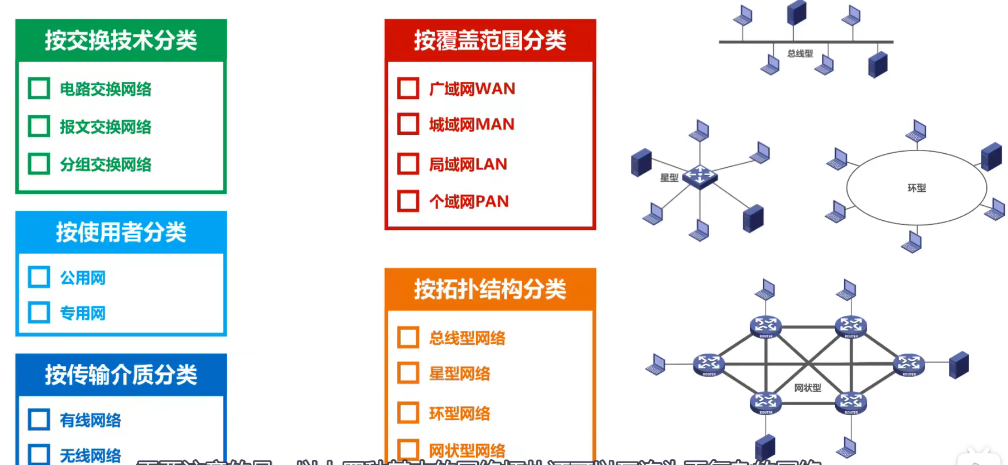 按交换技术分类
电路交换网络
报文交换网络
分组交换网络
按使用者分类
公用网
专用网
按传输介质分类
有线网络
无线网络
按覆盖范围分类
广域网WAN
城域网MAN
局域网LAN
个域网PAN
按拓扑结构分类
总线型网络
星型网络
环型网络
网状型网络
总线型
星型
环型
网状型
ROUTER
ROUTER
ROUTER
ROUTER
ROUTER
ROUTER